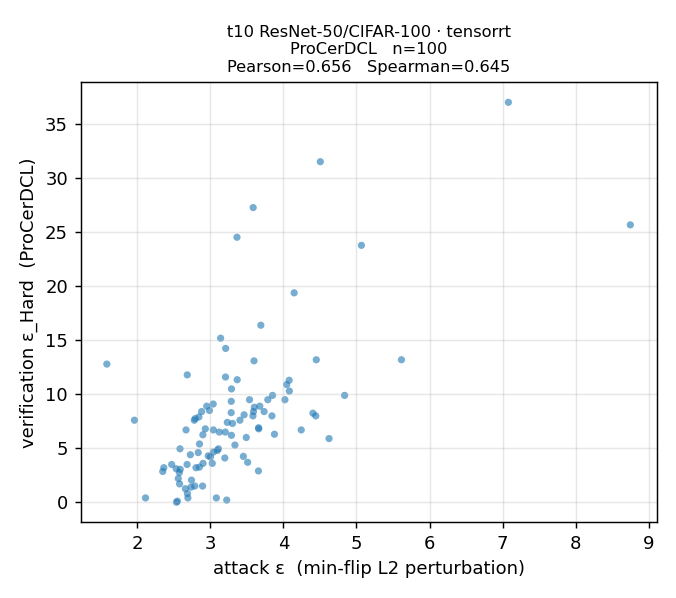 t10 ResNet-50/CIFAR-100 · tensorrt
ProCerDCL   n=100
Pearson=0.656   Spearman=0.645
verification ε_Hard  (ProCerDCL)
35
30
25
20
15
10
5
0
2 3 4 5 6 7 8 9
attack ε  (min-flip L2 perturbation)